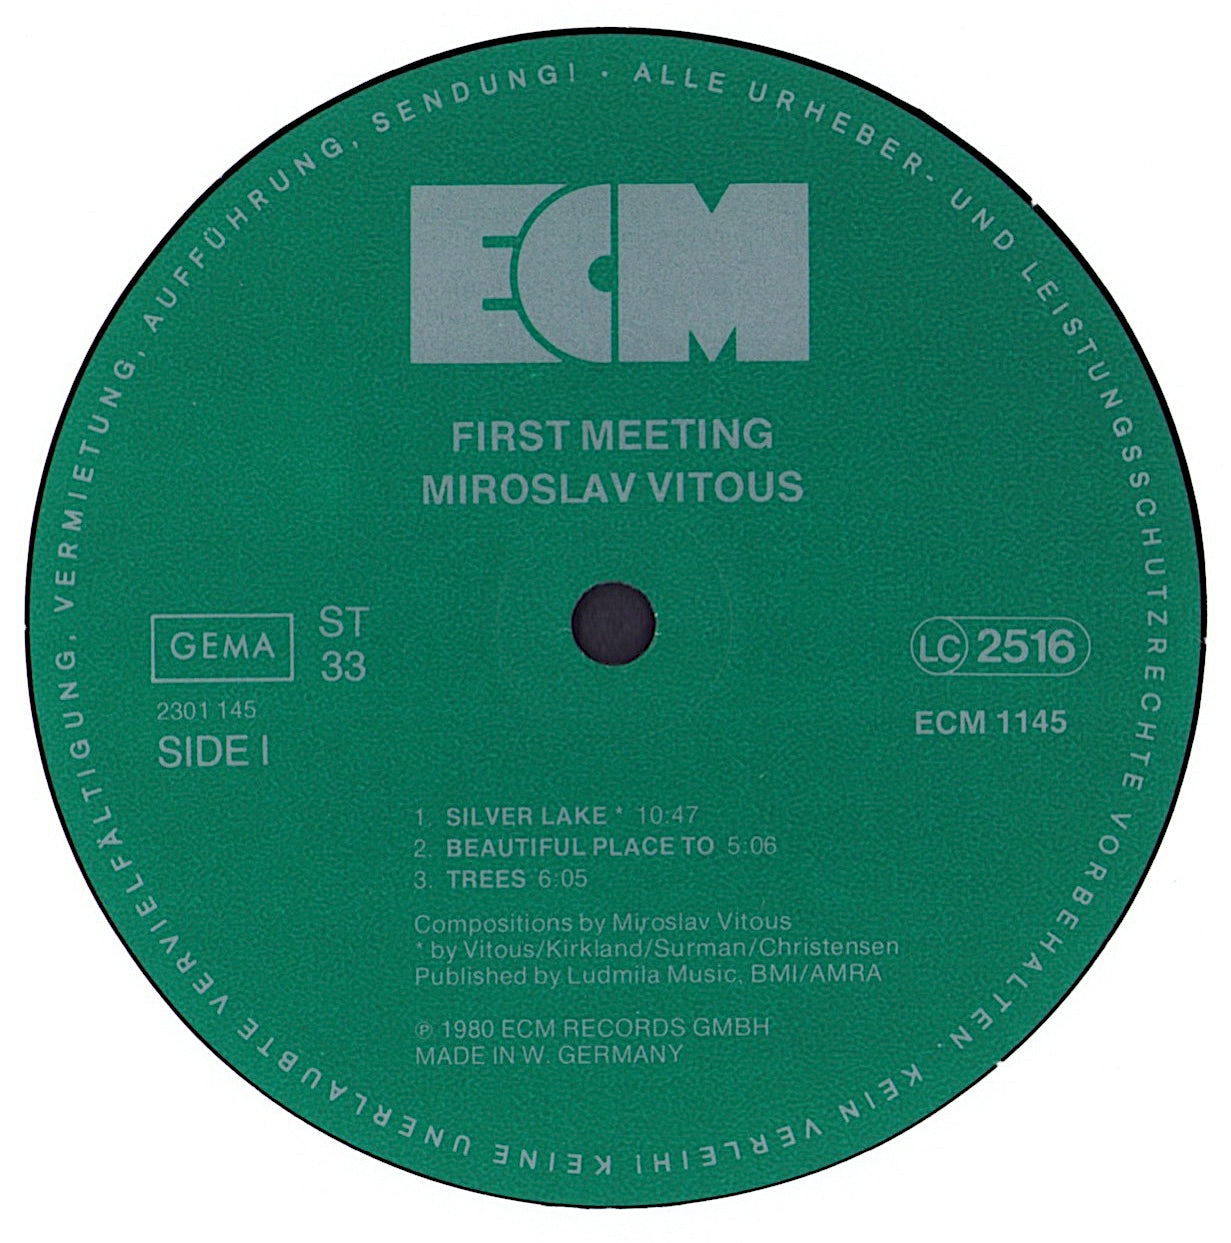 ALLE URHEBER- UND LEISTUNGSSCHUTZRECHTE VORBEHALTEN. · KEIN VERLEIH! KEINE UNERLAUBTE VERVIELFÄLTIGUNG, VERMIETUNG, AUFFÜHRUNG, SENDUNG! ·
ECM
FIRST MEETING
MIROSLAV VITOUS
GEMA
ST
33
2301 145
SIDE I
LC 2516
ECM 1145
1. SILVER LAKE * 10:47
2. BEAUTIFUL PLACE TO 5:06
3. TREES 6:05
Compositions by Miroslav Vitous
* by Vitous/Kirkland/Surman/Christensen
Published by Ludmila Music, BMI/AMRA
℗ 1980 ECM RECORDS GMBH
MADE IN W. GERMANY